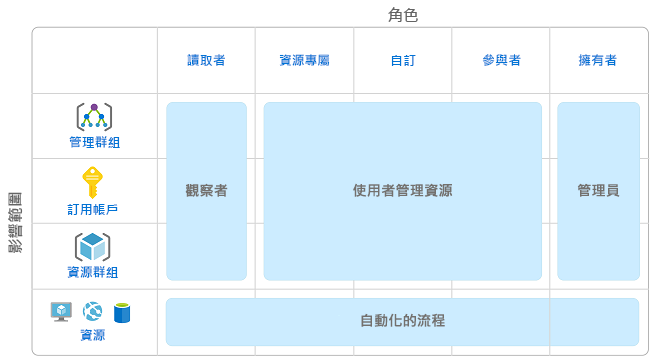 角色
讀取者
資源專屬
自訂
參與者
擁有者
影響範圍
管理群組
訂用帳戶
資源群組
資源
觀察者
使用者管理資源
管理員
自動化的流程